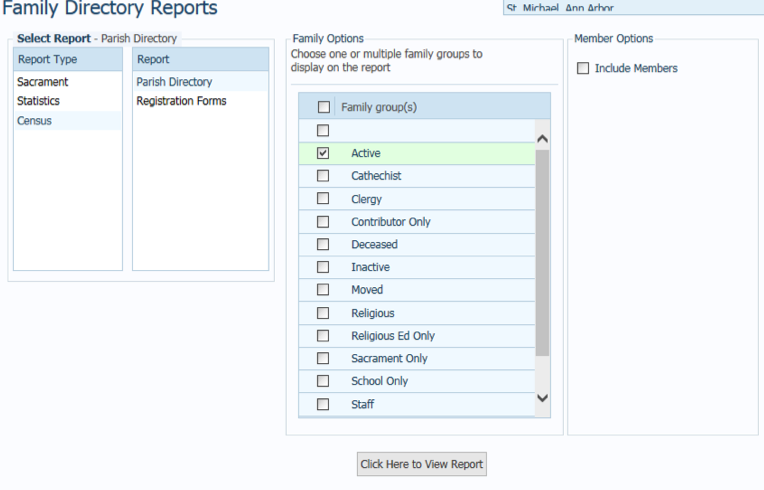 Family Directory Reports
St. Michael, Ann Arbor
Select Report - Parish Directory
Report Type
Sacrament
Statistics
Census
Report
Parish Directory
Registration Forms
Family Options
Choose one or multiple family groups to
display on the report
Family group(s)
Active
Cathechist
Clergy
Contributor Only
Deceased
Inactive
Moved
Religious
Religious Ed Only
Sacrament Only
School Only
Staff
Member Options
Include Members
Click Here to View Report